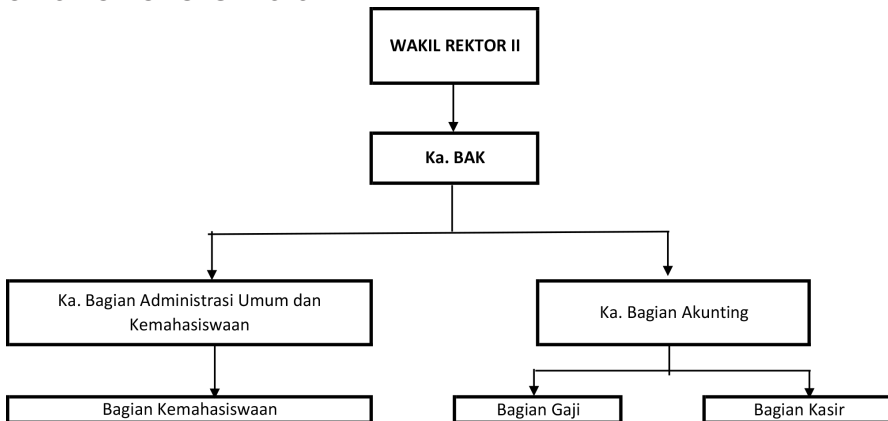 WAKIL REKTOR II
Ka. BAK
Ka. Bagian Administrasi Umum dan
Kemahasiswaan
Ka. Bagian Akunting
Bagian Kemahasiswaan
Bagian Gaji
Bagian Kasir